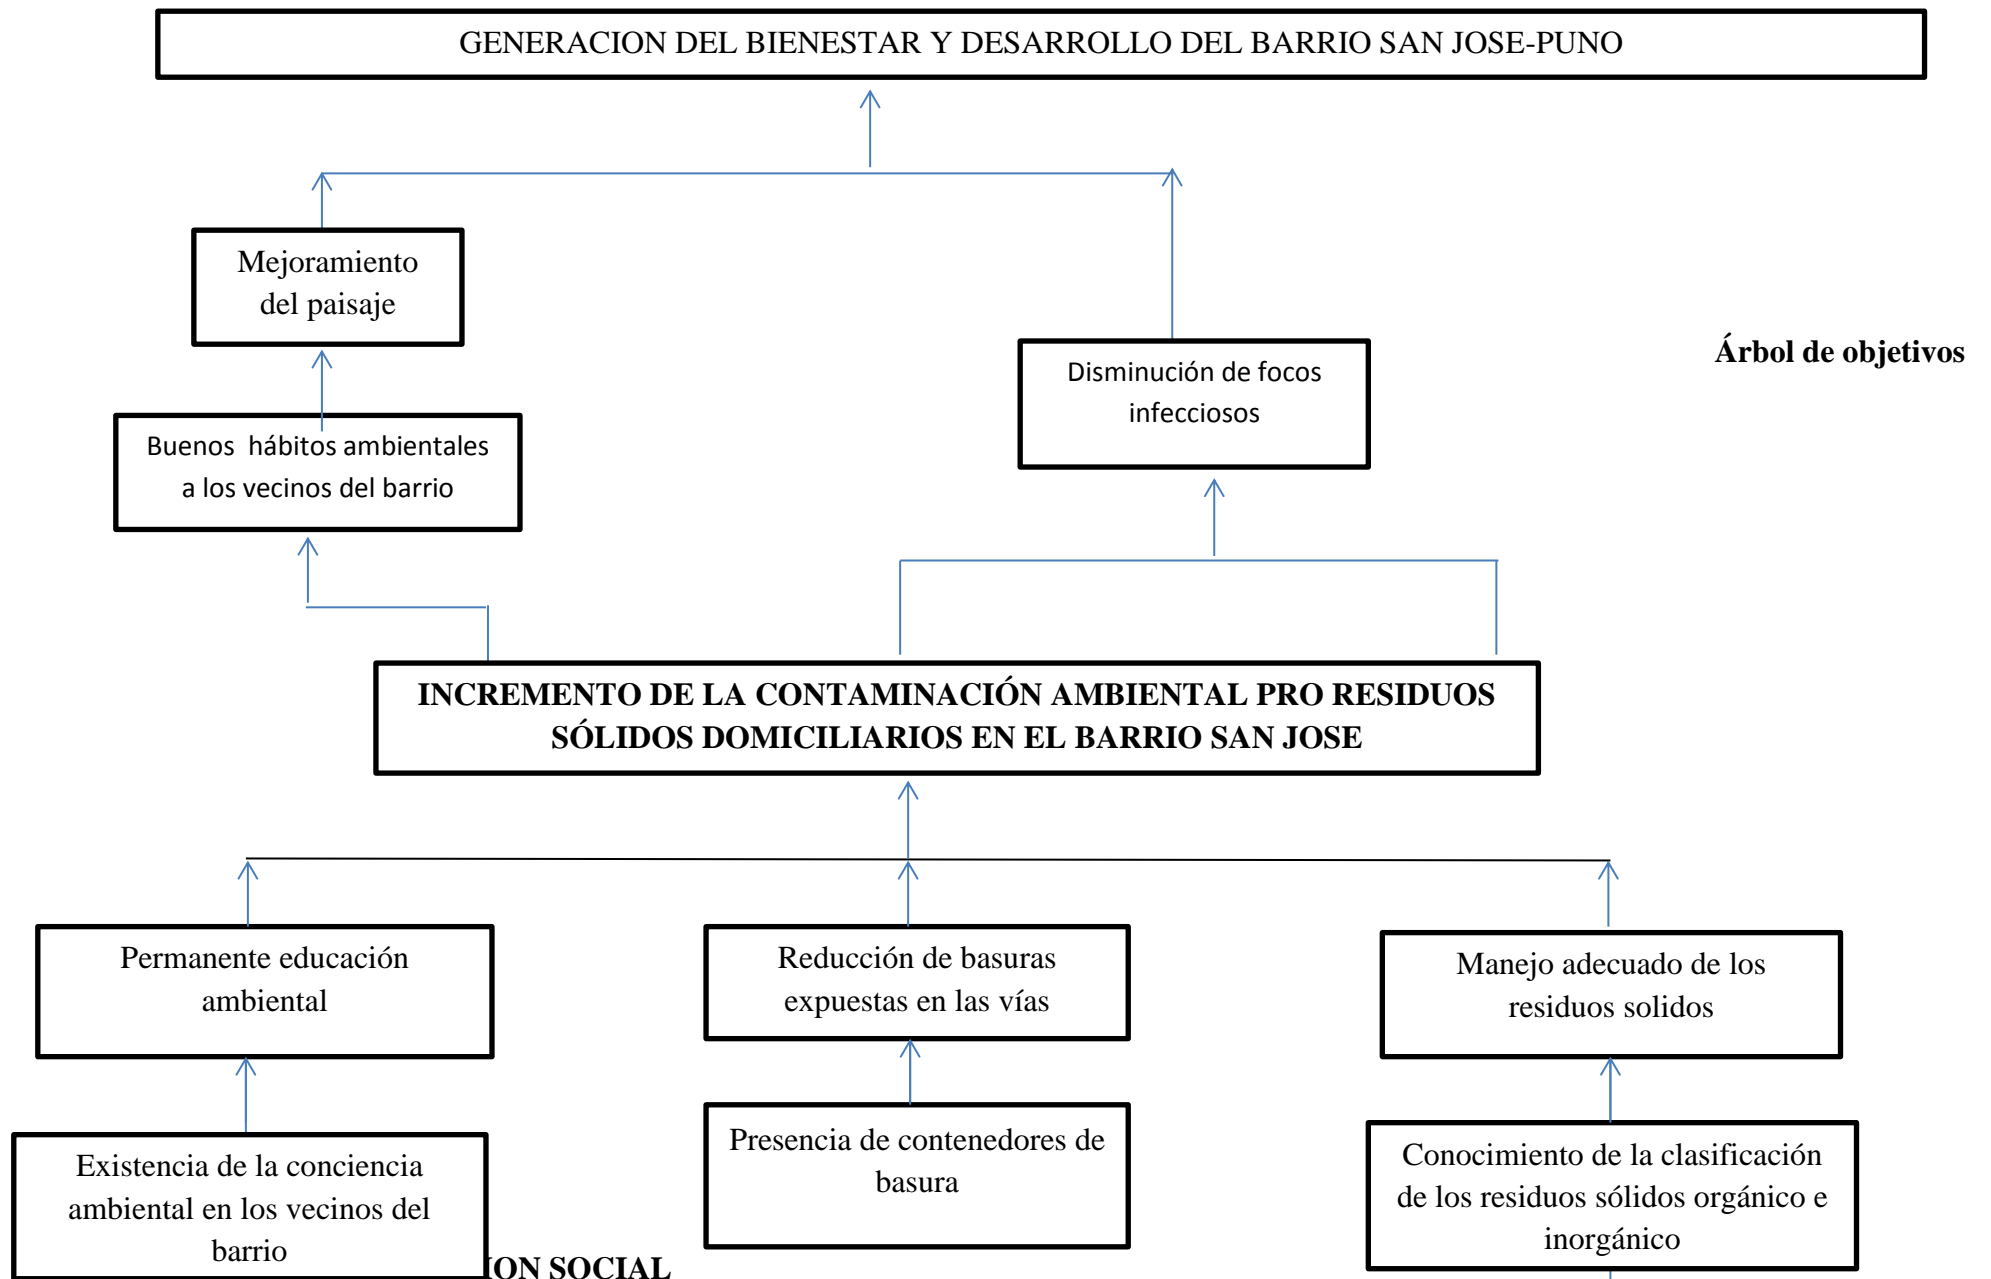 GENERACION DEL BIENESTAR Y DESARROLLO DEL BARRIO SAN JOSE-PUNO
Mejoramiento
del paisaje
Árbol de objetivos
Disminución de focos
infecciosos
Buenos hábitos ambientales
a los vecinos del barrio
INCREMENTO DE LA CONTAMINACIÓN AMBIENTAL PRO RESIDUOS
SÓLIDOS DOMICILIARIOS EN EL BARRIO SAN JOSE
Permanente educación
ambiental
Reducción de basuras
expuestas en las vías
Manejo adecuado de los
residuos solidos
Existencia de la conciencia
ambiental en los vecinos del
barrio
Presencia de contenedores de
basura
Conocimiento de la clasificación
de los residuos sólidos orgánico e
inorgánico
SOCIAL